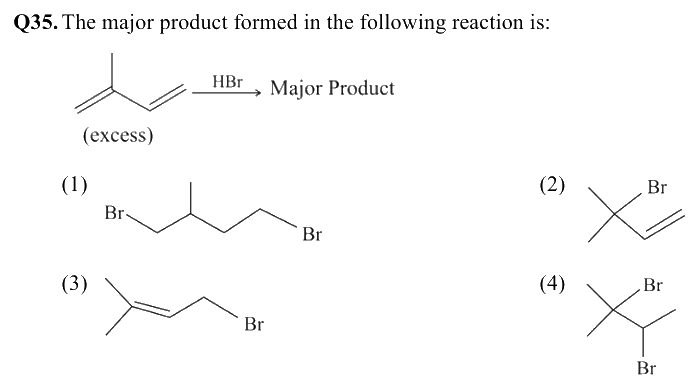 Q35. The major product formed in the following reaction is:
HBr
Major Product
(excess)
(1)
Br
Br
(2)
Br
(3)
Br
(4)
Br
Br